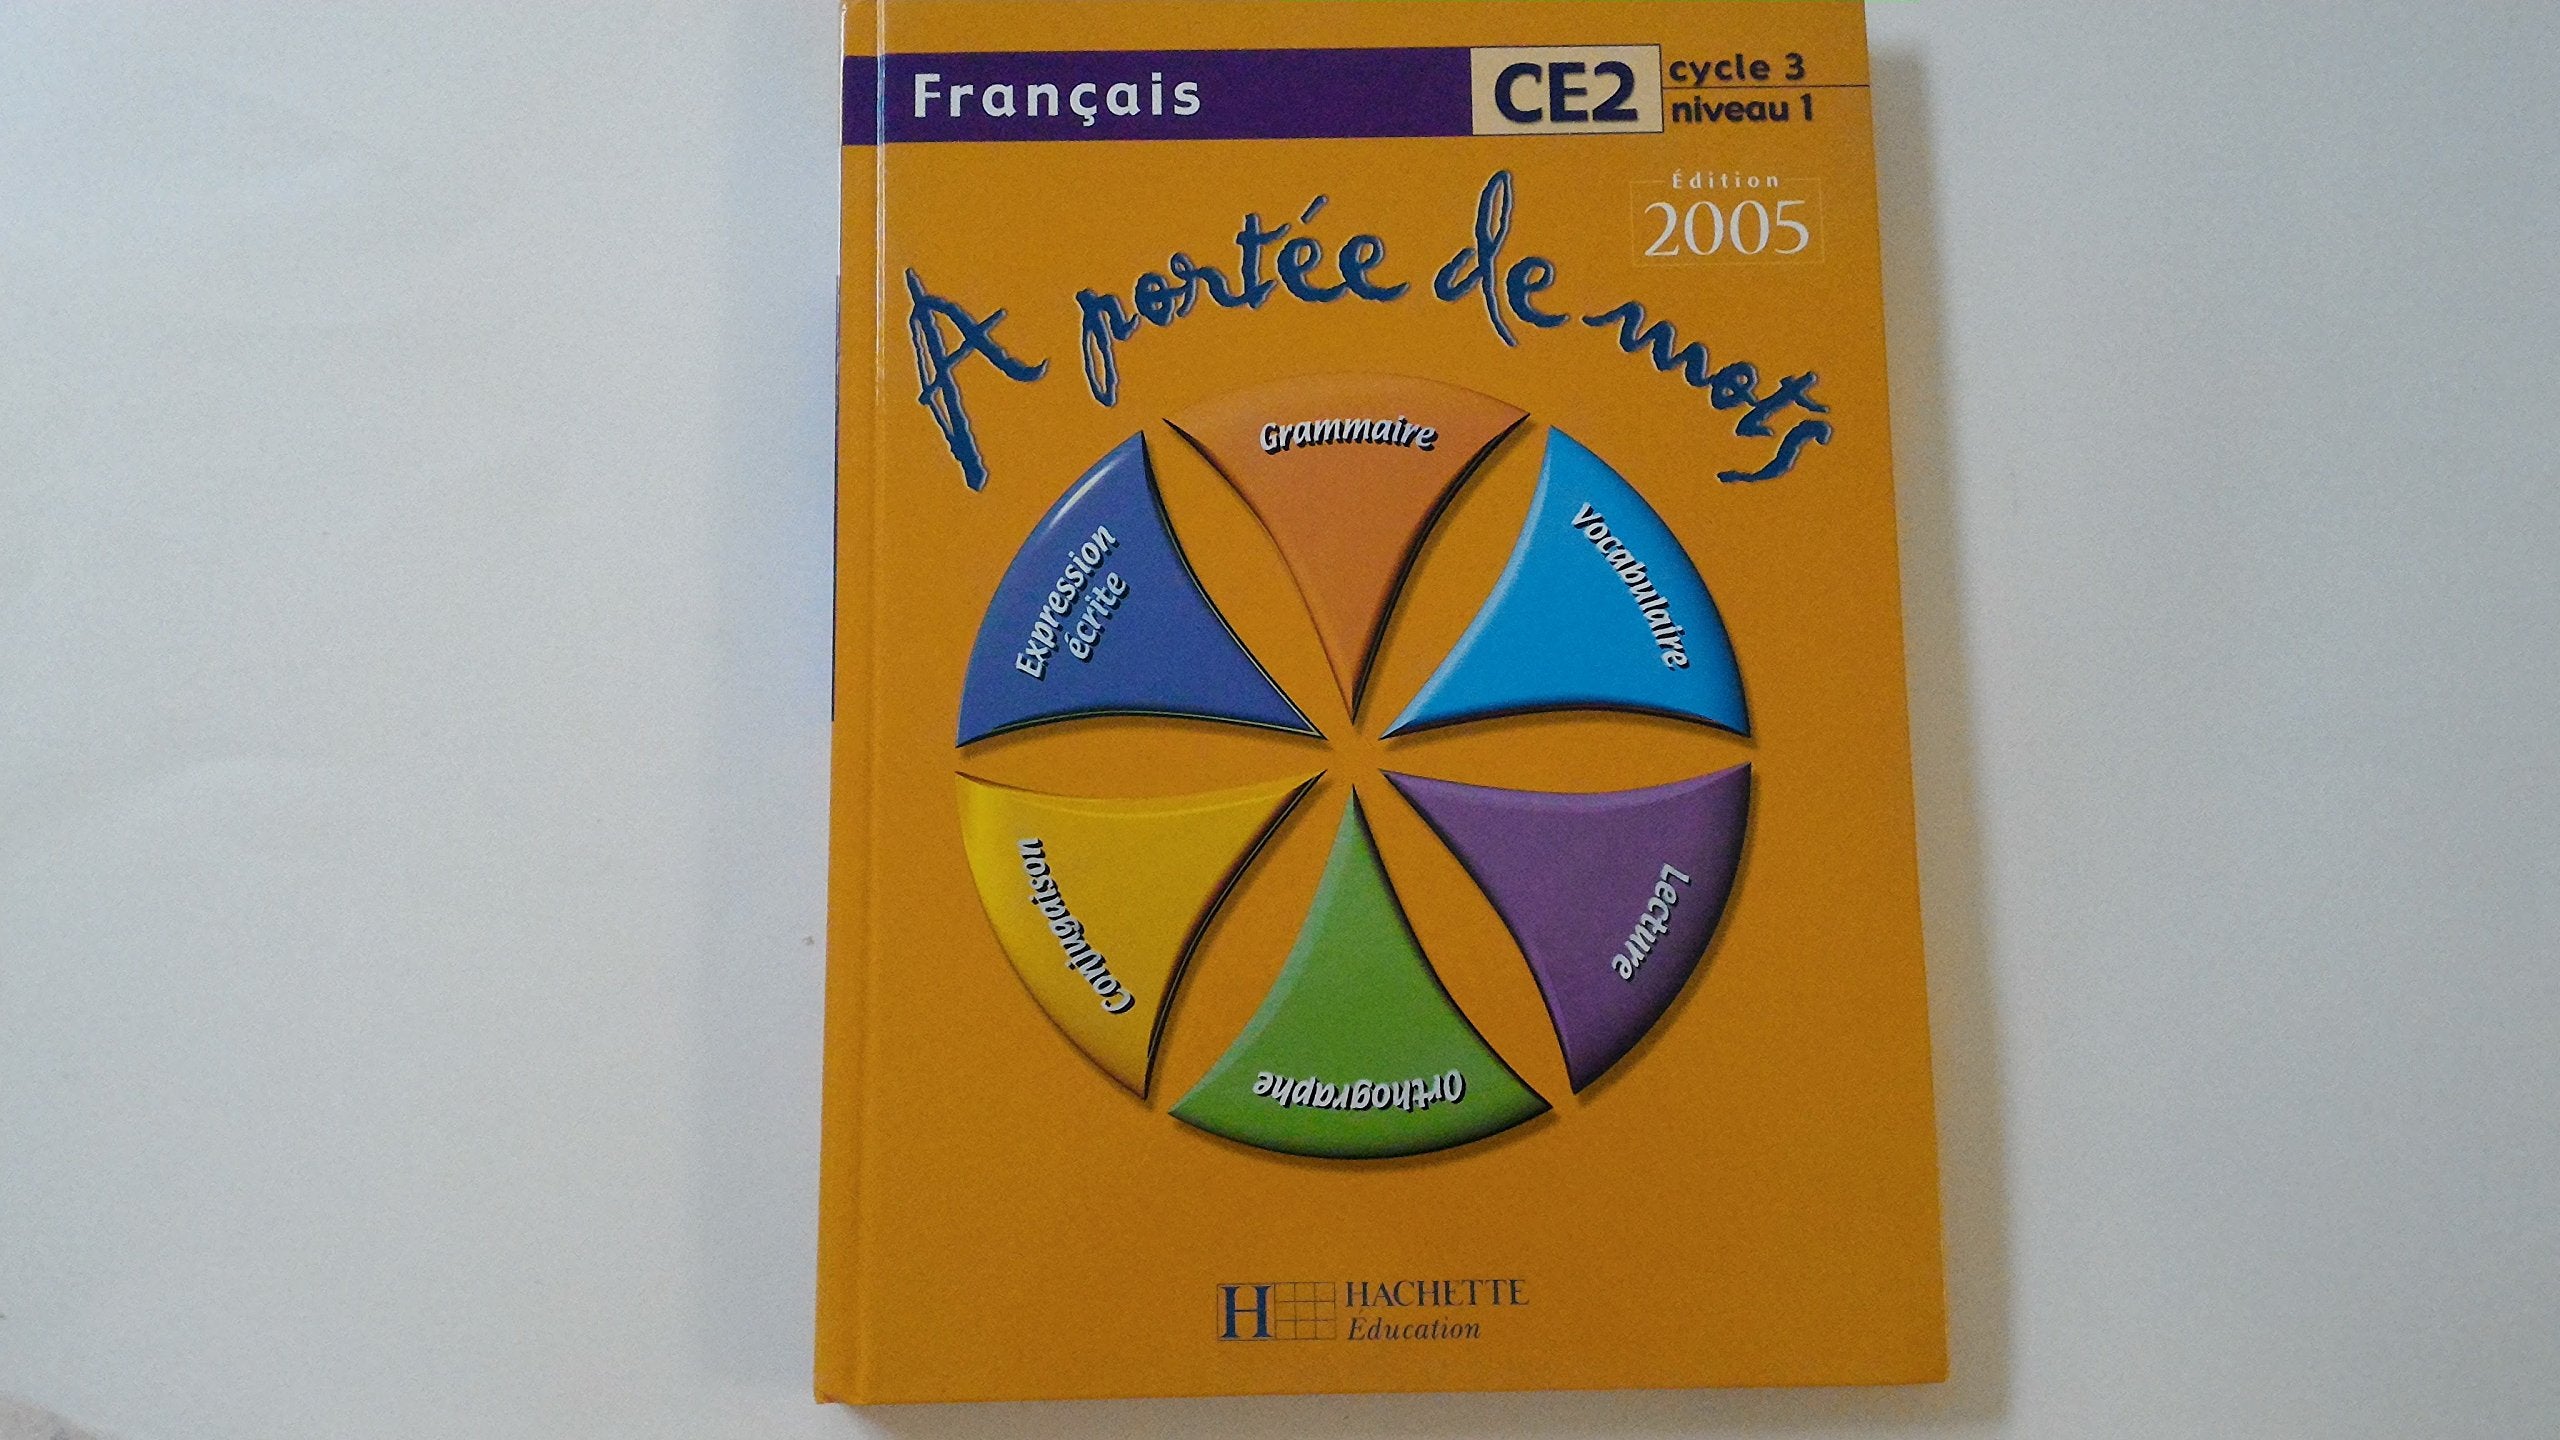 Français
CE2
cycle 3
niveau 1
Édition
2005
A portée de mots
Grammaire
Vocabulaire
Lecture
Orthographe
Conjugaison
Expression
écrite
H HACHETTE
Éducation